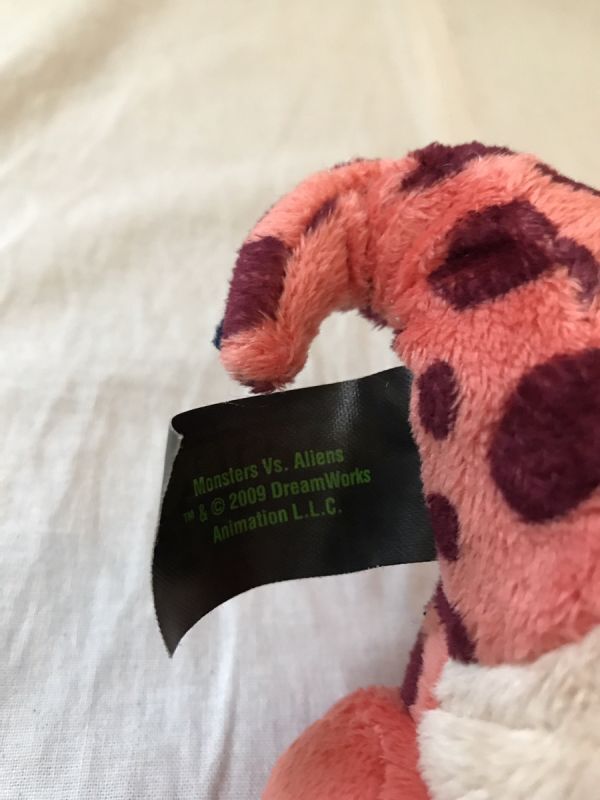 Monsters Vs. Aliens
™ & © 2009 DreamWorks
Animation L.L.C.